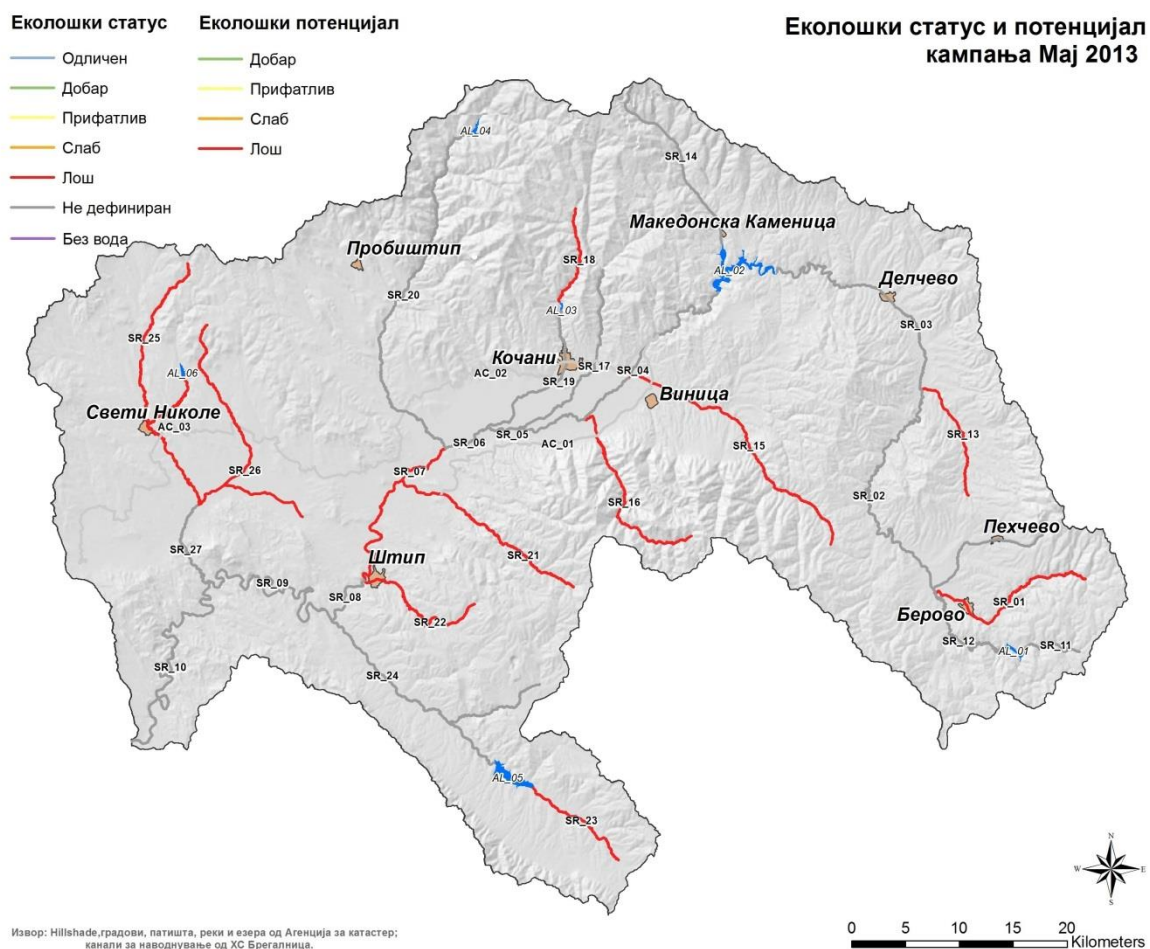 Еколошки статус
Одличен
Добар
Прифатлив
Слаб
Лош
Не дефиниран
Без вода
Еколошки потенцијал
Добар
Прифатлив
Слаб
Лош
Еколошки статус и потенцијал
кампања Мај 2013
AL_04
SR_14
Македонска Каменица
Пробиштип
SR_18
AL_02
Делчево
SR_20
AL_03
SR_03
SR_25
Кочани
SR_17
SR_04
AL_06
AC_02
SR_19
Виница
Свети Николе
AC_03
SR_05
SR_06
AC_01
SR_15
SR_13
SR_26
SR_07
SR_16
SR_02
Пехчево
SR_27
Штип
SR_21
SR_09
SR_08
SR_22
Берово
SR_01
SR_12
AL_01
SR_11
SR_10
SR_24
AL_05
SR_23
N
W
E
S
0 5 10 15 20
Kilometers
Извор: Hillshade,градови, патишта, реки и езера од Агенција за катастер;
канали за наводнување од ХС Брегалница.